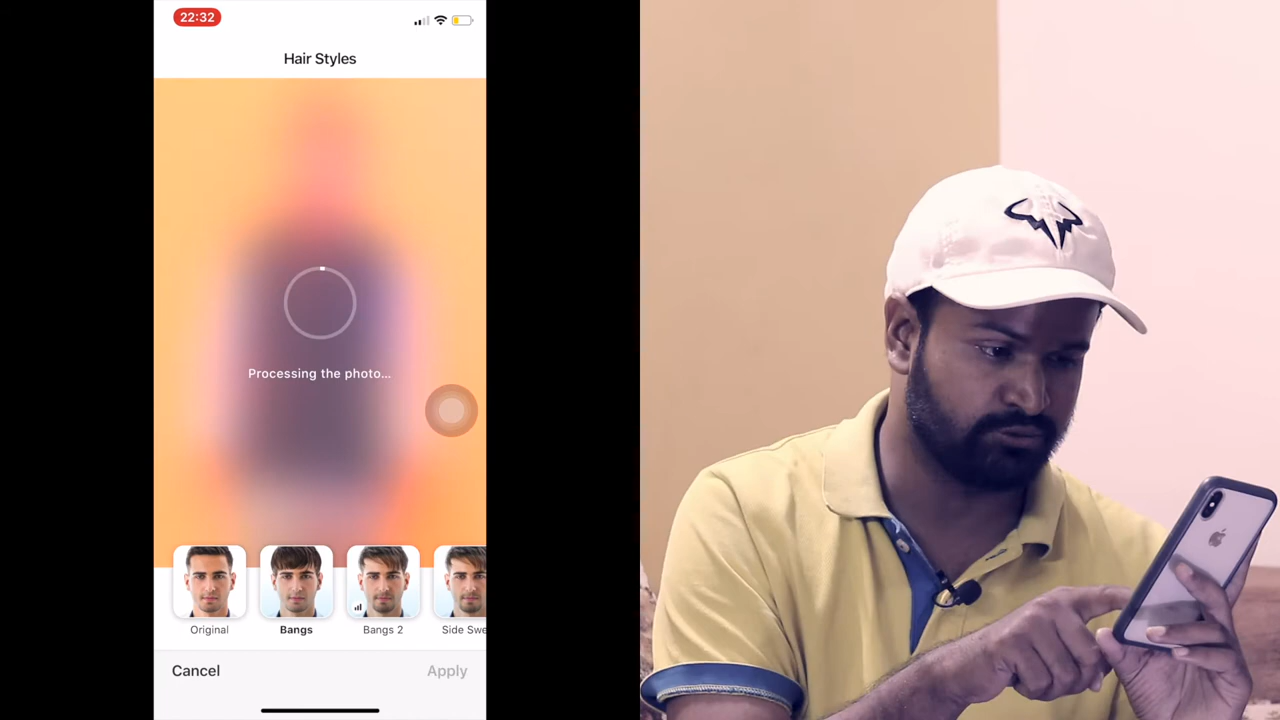 22:32
Hair Styles
Processing the photo...
Original
Bangs
Bangs 2
Side Swe
Cancel
Apply